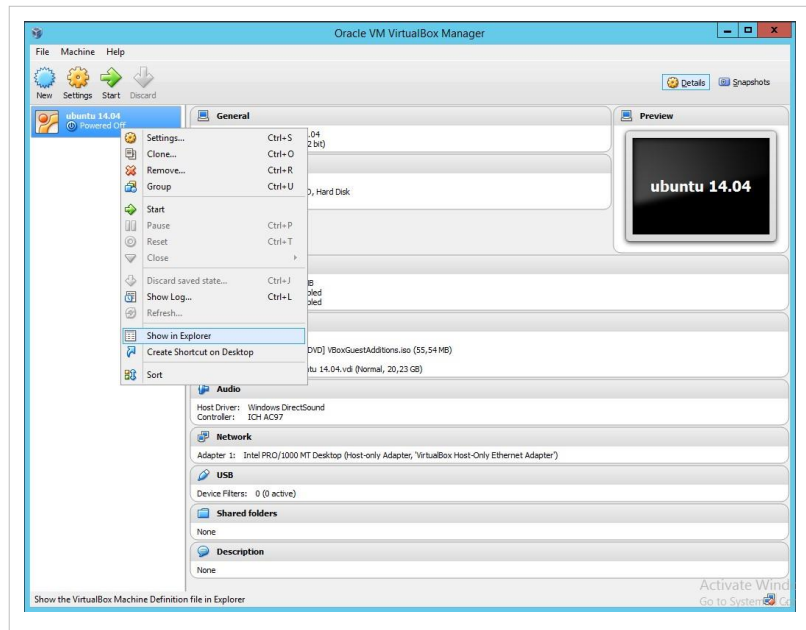 Oracle VM VirtualBox Manager
File Machine Help
New Settings Start Discard
Details Snapshots
ubuntu 14.04
Powered Off
General
Preview
Settings... Ctrl+S
Clone... Ctrl+O
Remove... Ctrl+R
Group Ctrl+U
Start
Pause Ctrl+P
Reset Ctrl+T
Close
Discard saved state... Ctrl+J
Show Log... Ctrl+L
Refresh...
Show in Explorer
Create Shortcut on Desktop
Sort
.04
2 bit)
, Hard Disk
ubuntu 14.04
bled
bled
DVD] VBoxGuestAdditions.iso (55,54 MB)
tu 14.04.vdi (Normal, 20,23 GB)
Audio
Host Driver: Windows DirectSound
Controller: ICH AC97
Network
Adapter 1: Intel PRO/1000 MT Desktop (Host-only Adapter, 'VirtualBox Host-Only Ethernet Adapter')
USB
Device Filters: 0 (0 active)
Shared folders
None
Description
None
Activate Wind
Go to System
Show the VirtualBox Machine Definition file in Explorer